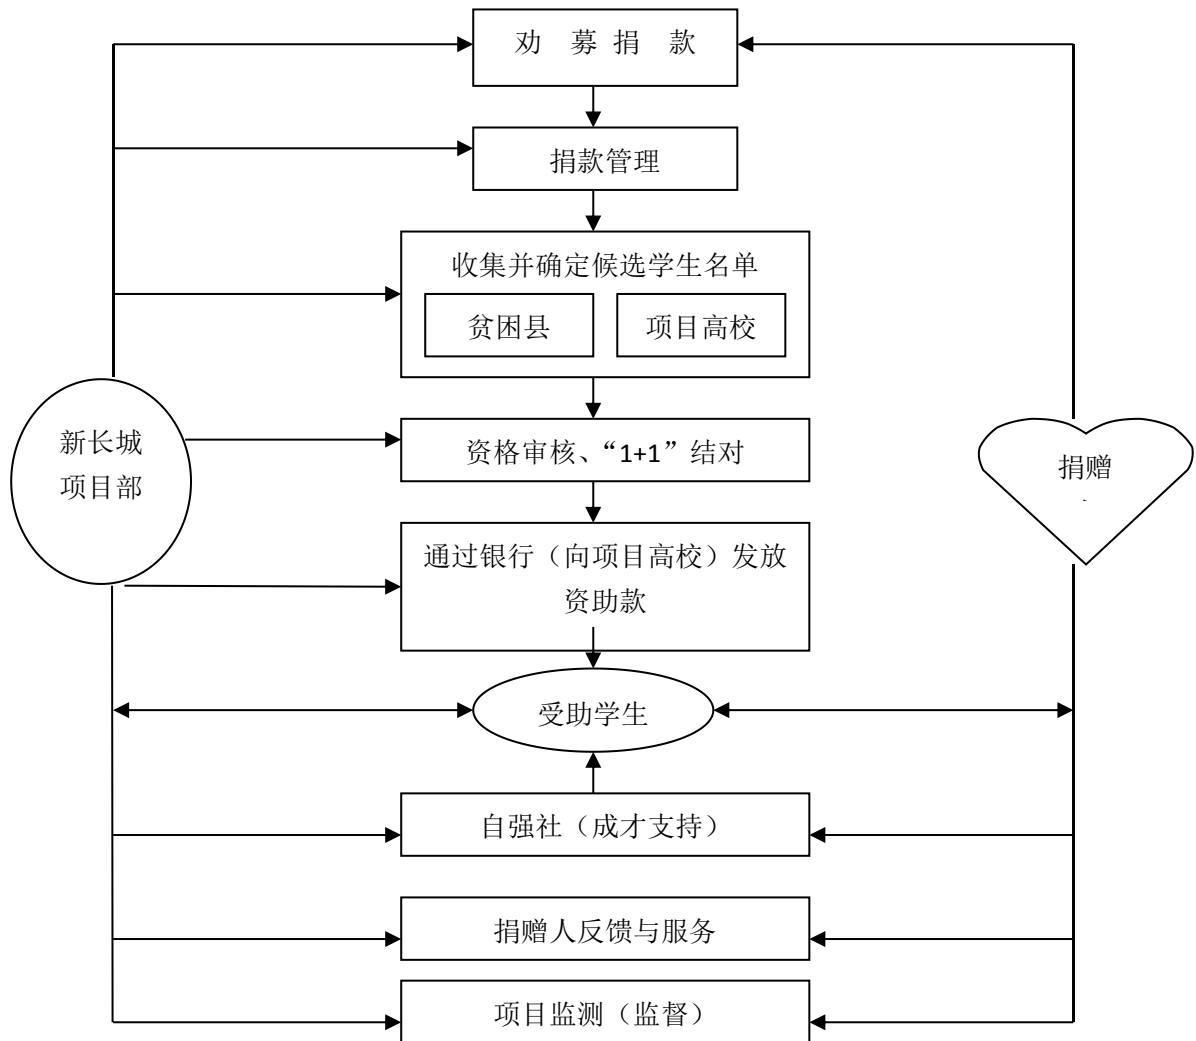 劝 募 捐 款
捐款管理
收集并确定候选学生名单
贫困县
项目高校
新长城
项目部
资格审核、“1+1”结对
捐赠
通过银行（向项目高校）发放
资助款
受助学生
自强社（成才支持）
捐赠人反馈与服务
项目监测（监督）